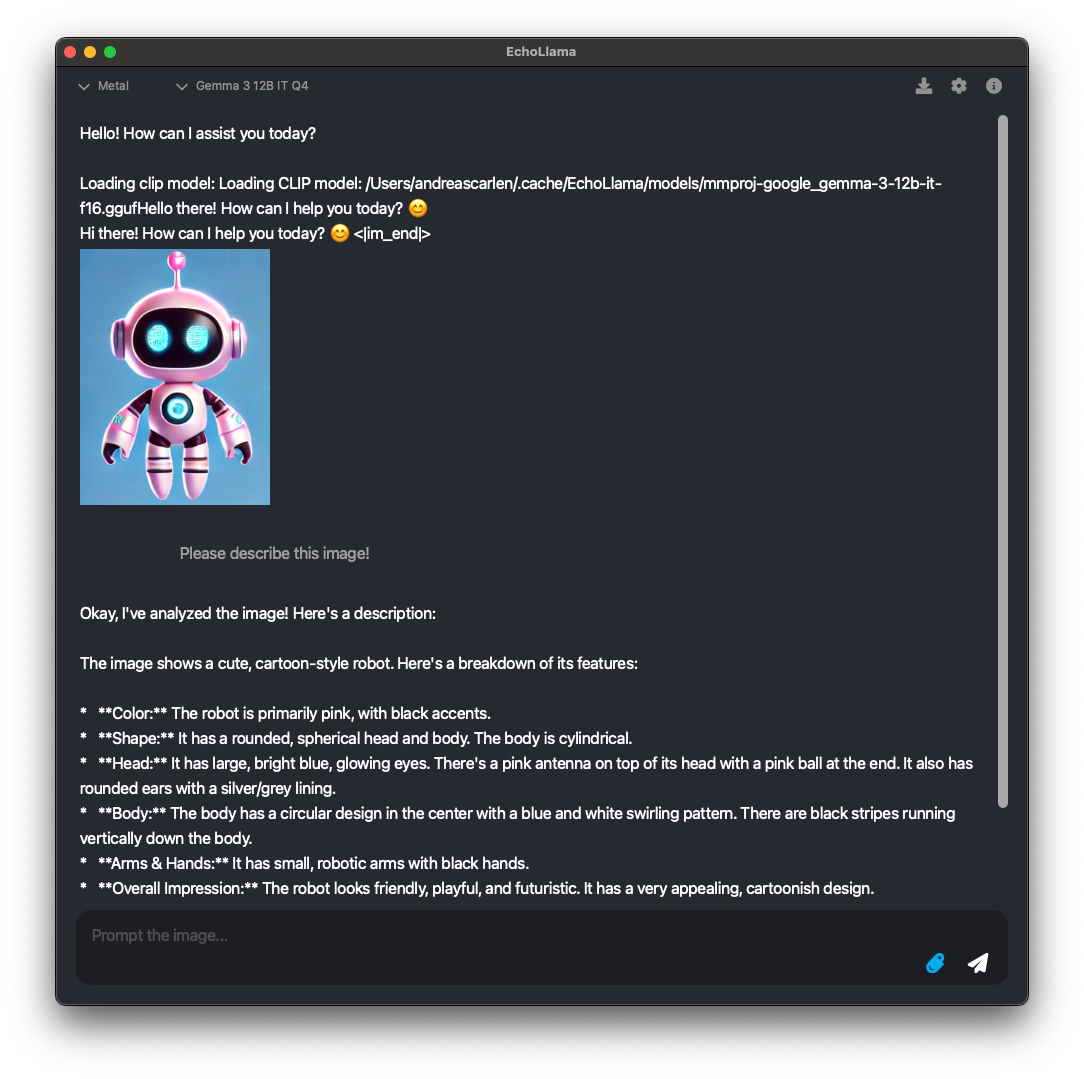 EchoLlama
Metal
Gemma 3 12B IT Q4
Hello! How can I assist you today?
Loading clip model: Loading CLIP model: /Users/andreascarlen/.cache/EchoLlama/models/mmproj-google_gemma-3-12b-it-
f16.ggufHello there! How can I help you today? 😊
Hi there! How can I help you today? 😊 <|im_end|>
Please describe this image!
Okay, I've analyzed the image! Here's a description:
The image shows a cute, cartoon-style robot. Here's a breakdown of its features:
*   **Color:** The robot is primarily pink, with black accents.
*   **Shape:** It has a rounded, spherical head and body. The body is cylindrical.
*   **Head:** It has large, bright blue, glowing eyes. There's a pink antenna on top of its head with a pink ball at the end. It also has
rounded ears with a silver/grey lining.
*   **Body:** The body has a circular design in the center with a blue and white swirling pattern. There are black stripes running
vertically down the body.
*   **Arms & Hands:** It has small, robotic arms with black hands.
*   **Overall Impression:** The robot looks friendly, playful, and futuristic. It has a very appealing, cartoonish design.
Prompt the image...